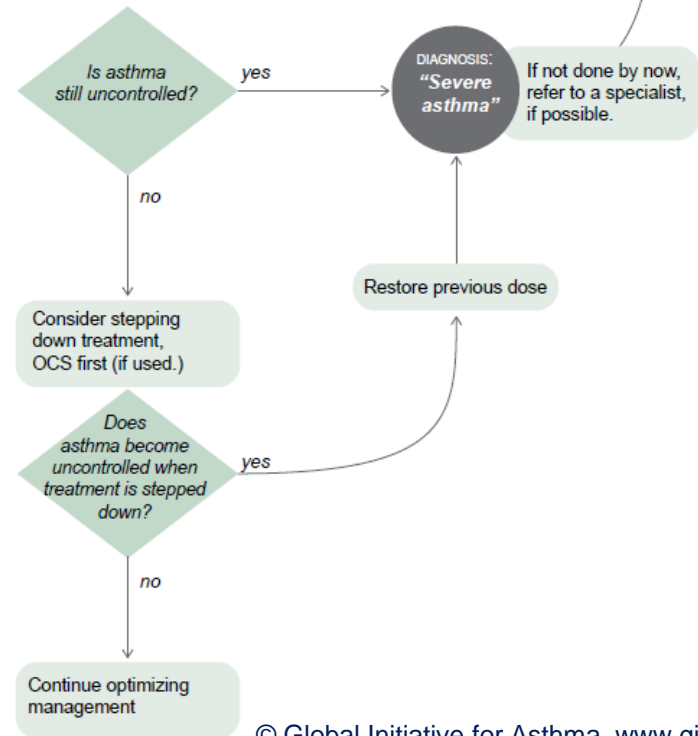 Is asthma
still uncontrolled?
yes
DIAGNOSIS:
“Severe
asthma”
If not done by now,
refer to a specialist,
if possible.
no
Restore previous dose
Consider stepping
down treatment,
OCS first (if used.)
Does
asthma become
uncontrolled when
treatment is stepped
down?
yes
no
Continue optimizing
management
© Global Initiative for Asthma, www.gi